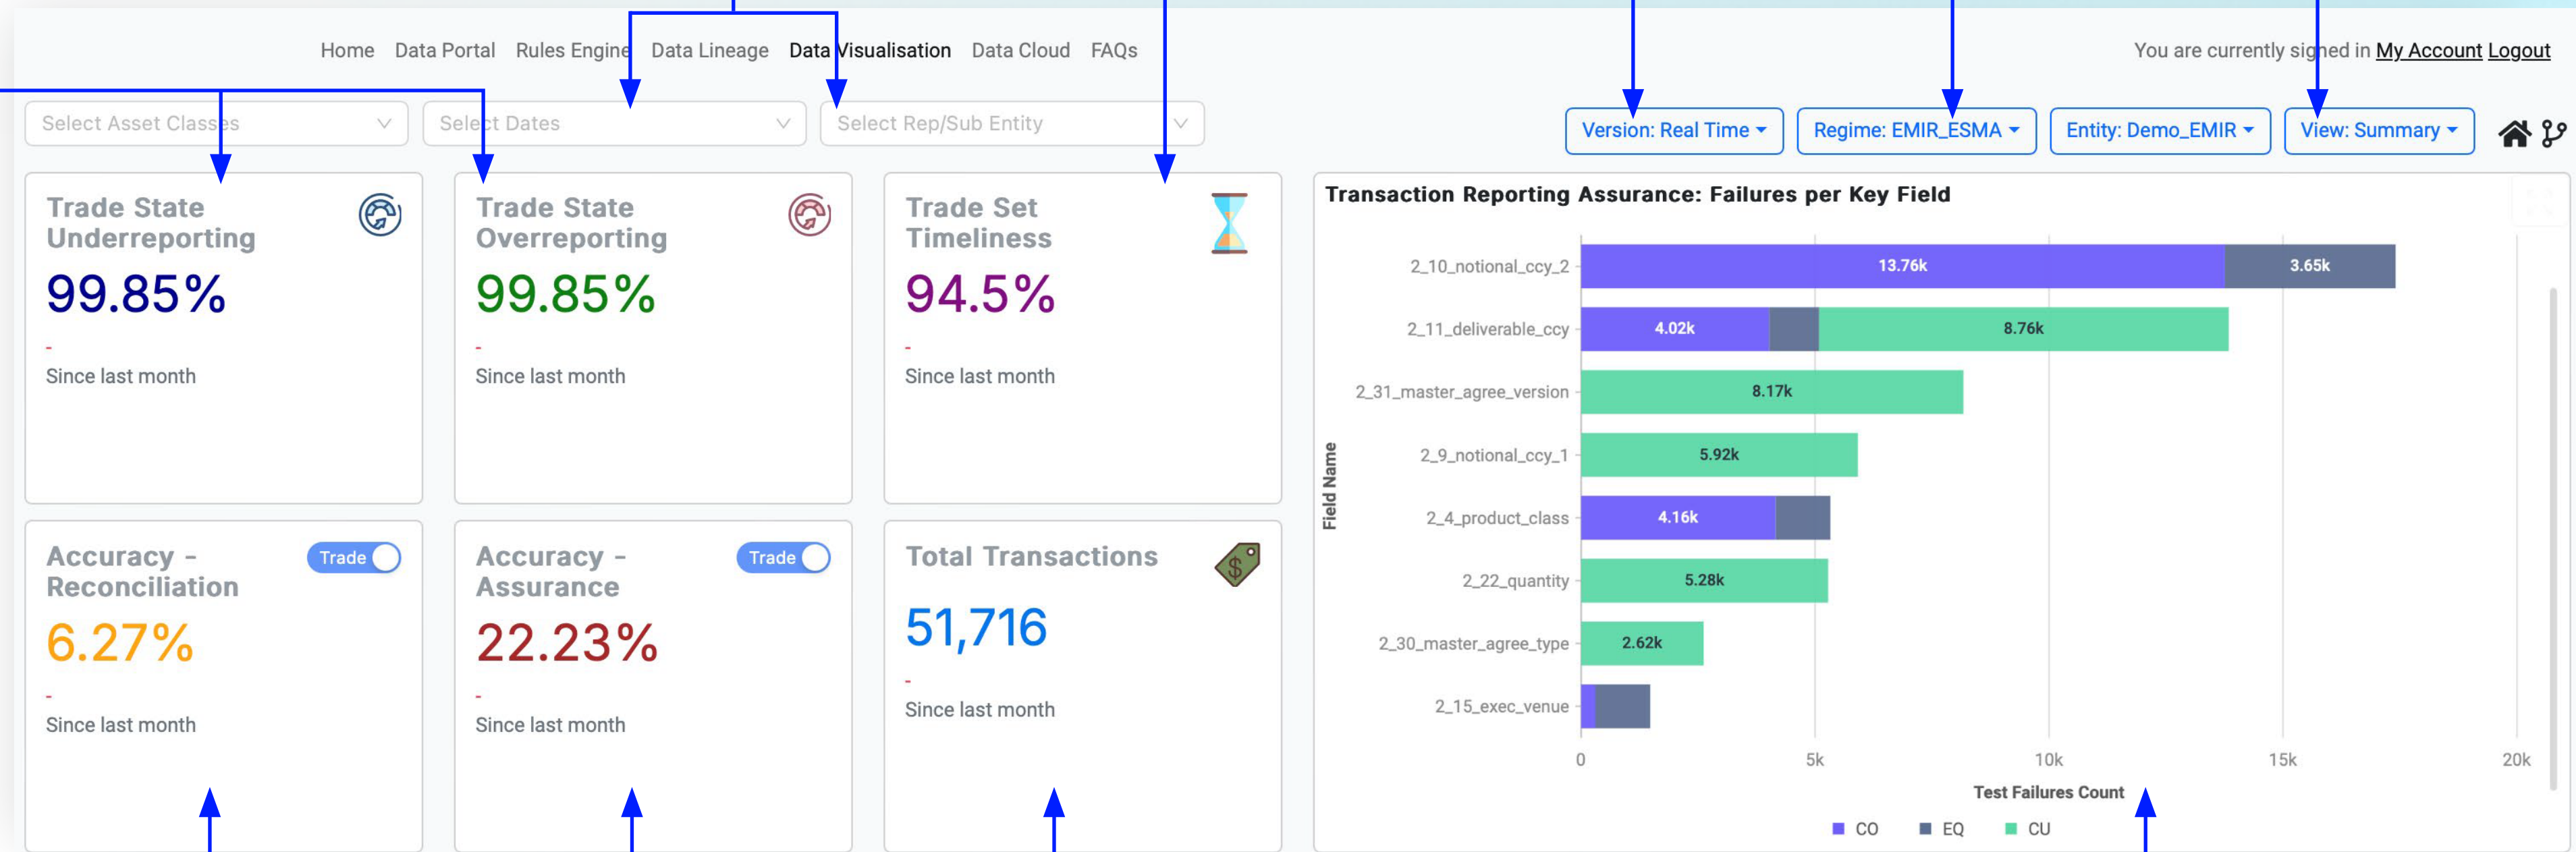 Home Data Portal Rules Engine Data Lineage Data Visualisation Data Cloud FAQs
You are currently signed in My Account Logout
Select Asset Classes
Select Dates
Select Rep/Sub Entity
Version: Real Time
Regime: EMIR_ESMA
Entity: Demo_EMIR
View: Summary
Trade State
Underreporting
99.85%
-
Since last month
Trade State
Overreporting
99.85%
-
Since last month
Trade Set
Timeliness
94.5%
-
Since last month
Accuracy -
Reconciliation
Trade
6.27%
-
Since last month
Accuracy -
Assurance
Trade
22.23%
-
Since last month
Total Transactions
$
51,716
-
Since last month
Transaction Reporting Assurance: Failures per Key Field
Field Name
2_10_notional_ccy_2
13.76k
3.65k
2_11_deliverable_ccy
4.02k
8.76k
2_31_master_agree_version
8.17k
2_9_notional_ccy_1
5.92k
2_4_product_class
4.16k
2_22_quantity
5.28k
2_30_master_agree_type
2.62k
2_15_exec_venue
0 5k 10k 15k 20k
Test Failures Count
CO EQ CU